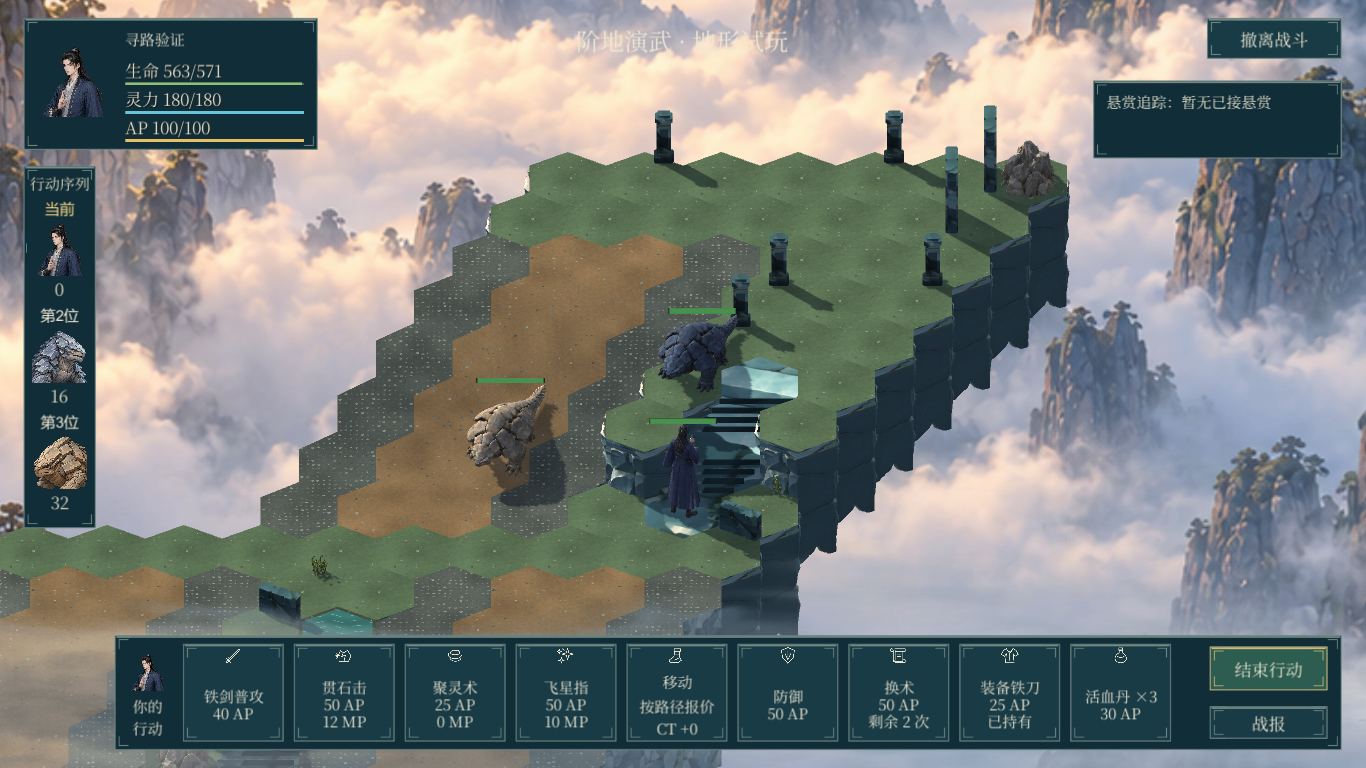 寻路验证
生命 563/571
灵力 180/180
AP 100/100
阶地演武 · 地形试玩
撤离战斗
悬赏追踪：暂无已接悬赏
行动序列
当前
0
第2位
16
第3位
32
你的
行动
铁剑普攻
40 AP
贯石击
50 AP
12 MP
聚灵术
25 AP
0 MP
飞星指
50 AP
10 MP
移动
按路径报价
CT +0
防御
50 AP
换术
50 AP
剩余 2 次
装备铁刀
25 AP
已持有
活血丹 ×3
30 AP
结束行动
战报